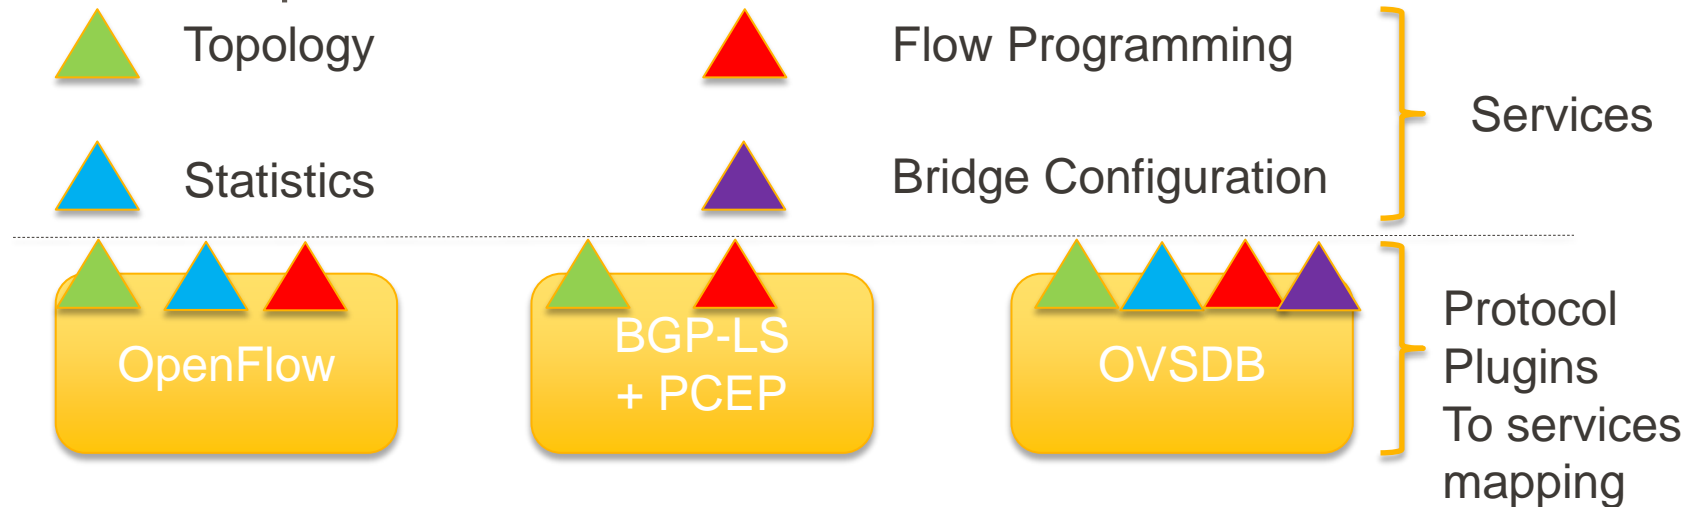 Topology
Flow Programming
Services
Statistics
Bridge Configuration
OpenFlow
BGP-LS
+ PCEP
OVSDB
Protocol
Plugins
To services
mapping